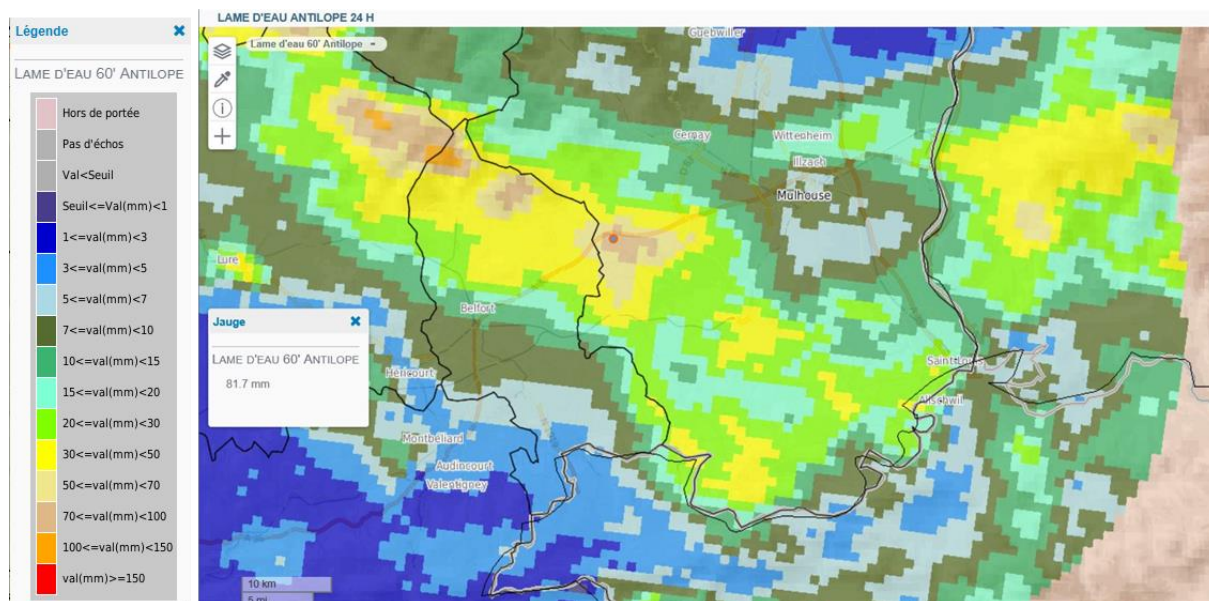 Légende
LAME D'EAU 60' ANTILOPE
Hors de portée
Pas d'échos
Val<Seuil
Seuil<=Val(mm)<1
1<=val(mm)<3
3<=val(mm)<5
5<=val(mm)<7
7<=val(mm)<10
10<=val(mm)<15
15<=val(mm)<20
20<=val(mm)<30
30<=val(mm)<50
50<=val(mm)<70
70<=val(mm)<100
100<=val(mm)<150
val(mm)>=150
LAME D'EAU ANTILOPE 24 H
Lame d'eau 60' Antilope
Guebwiller
Cernay
Wittenheim
Illzach
Mulhouse
Lure
Belfort
Jauge
LAME D'EAU 60' ANTILOPE
81.7 mm
Héricourt
Saint-Louis
Allschwil
Montbéliard
Audincourt
Valentigney
10 km
5 mi